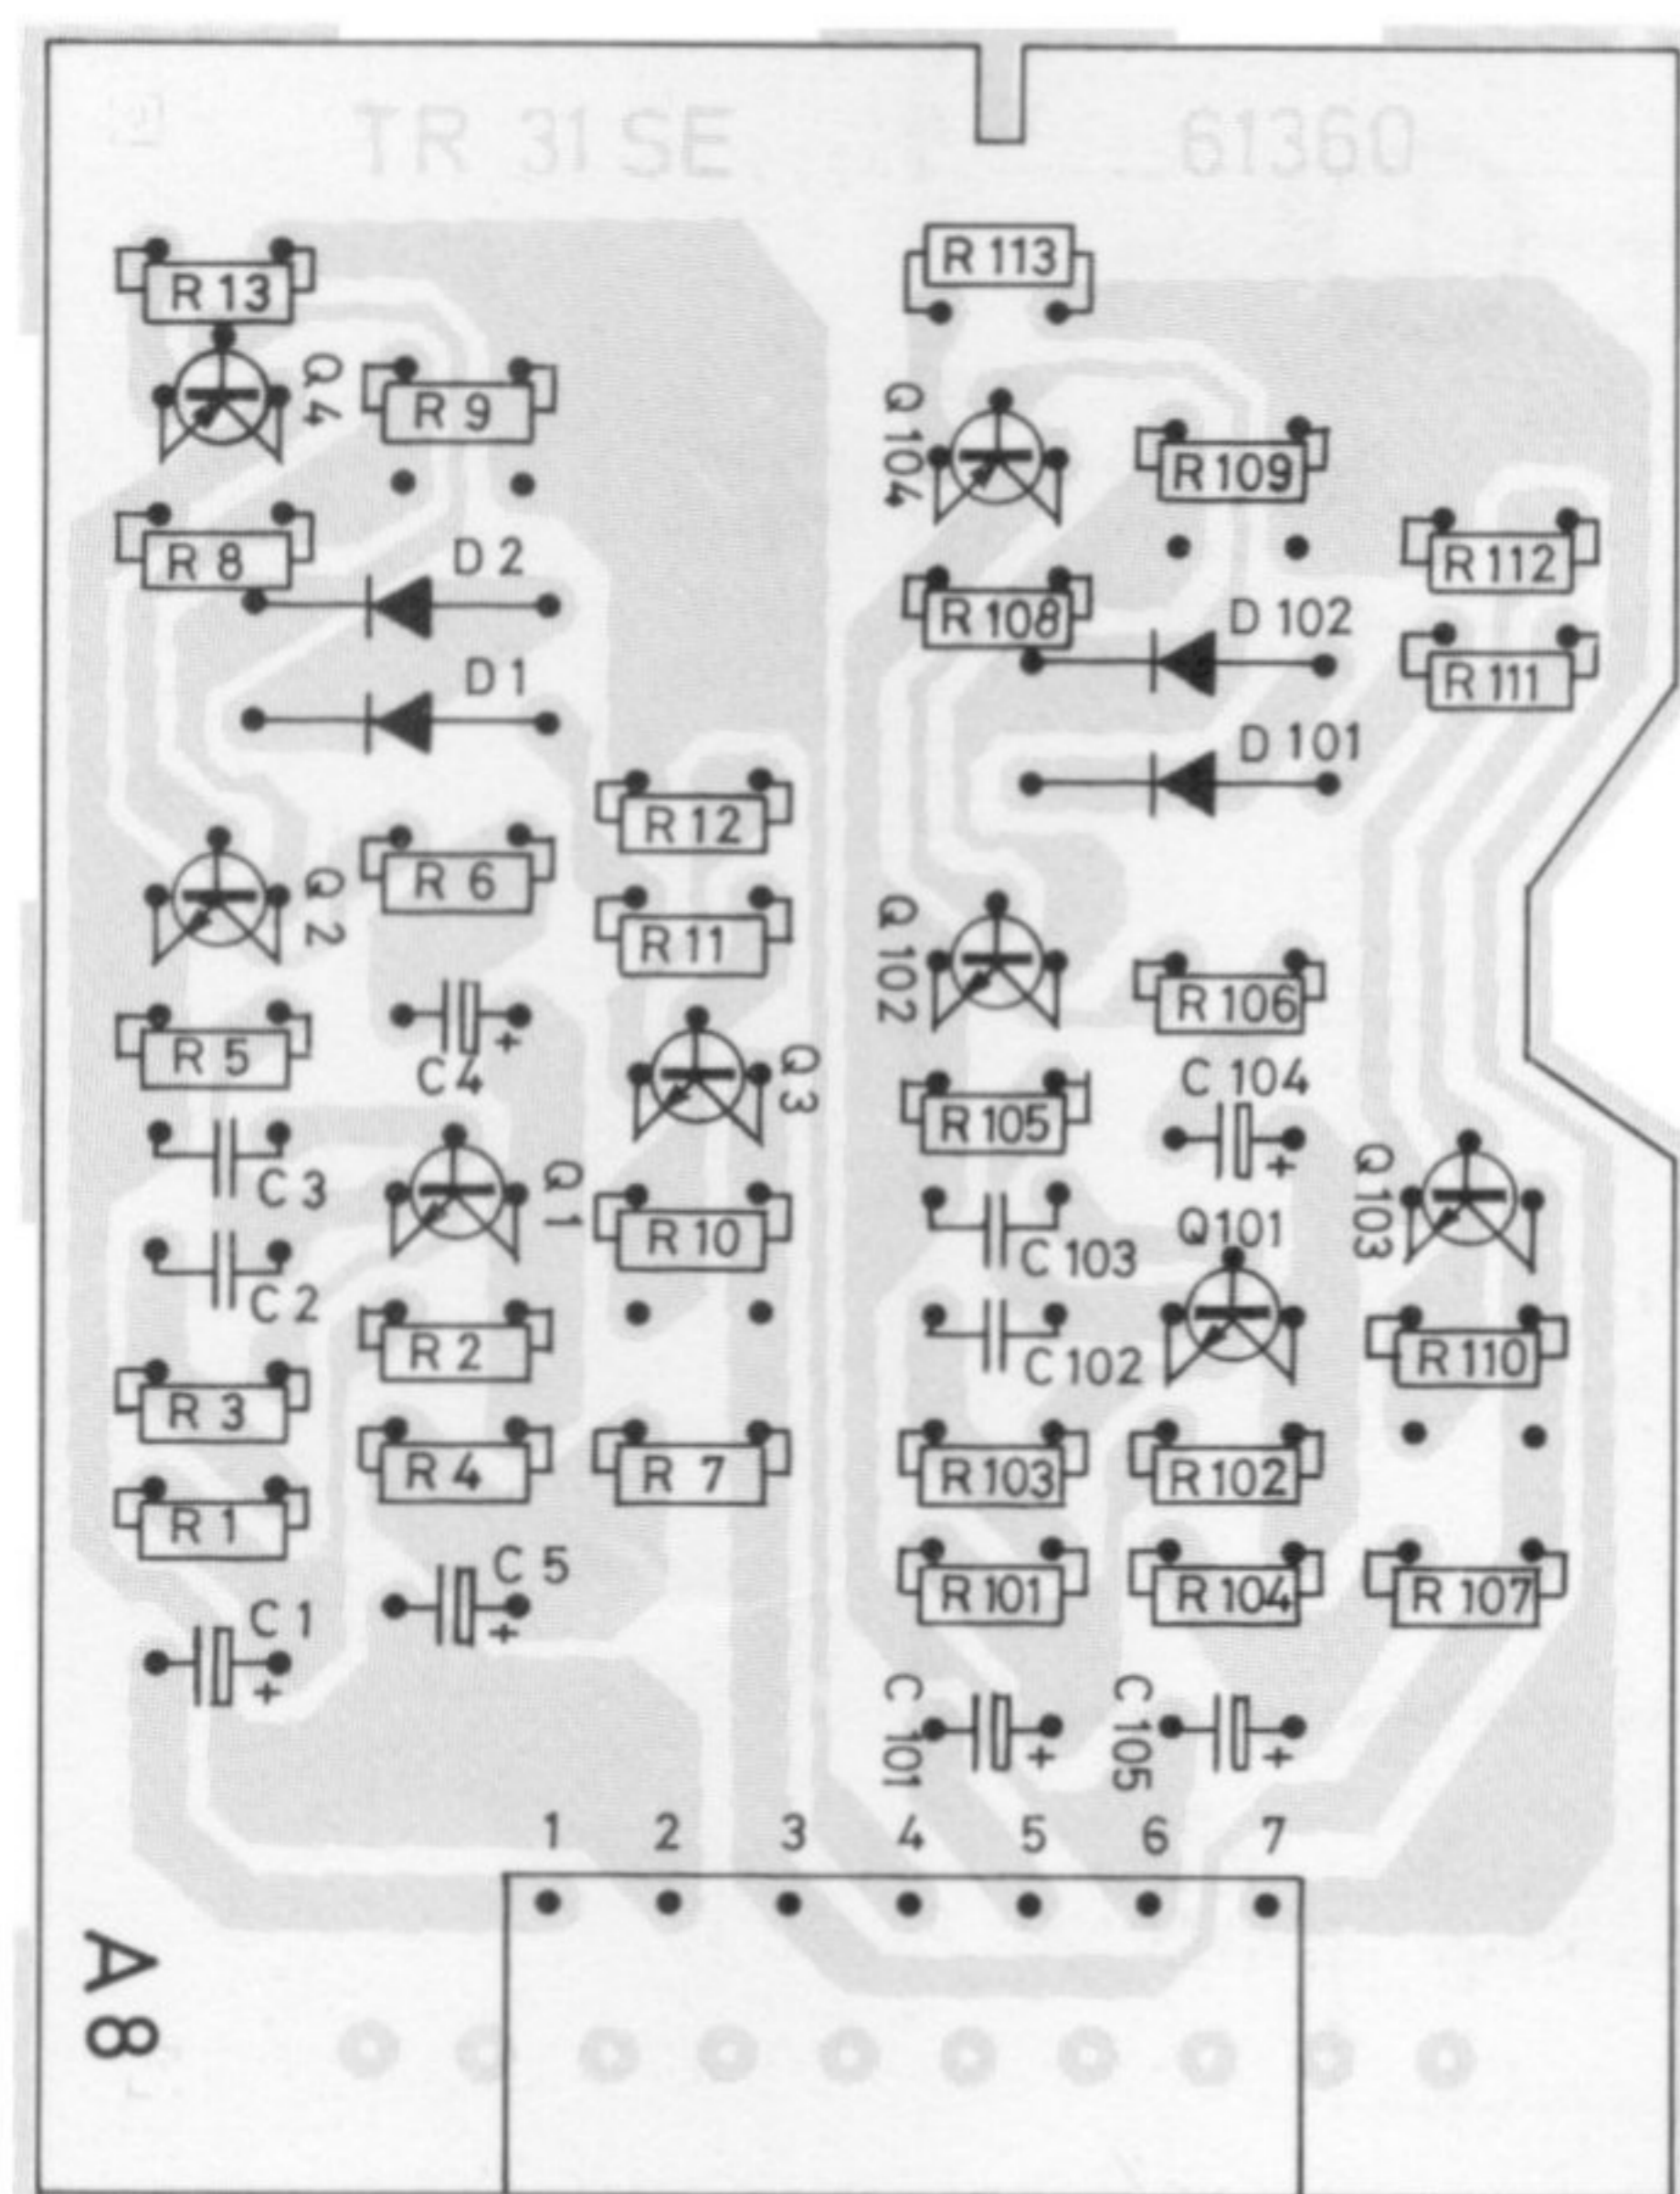 TR 31 SE 61360
R 113
R 13
Q 4
R 9
Q 104
R 109
R 8
D 2
R 112
R 108
D 102
D 1
R 111
D 101
R 12
R 6
Q 2
R 11
Q 102
R 106
R 5
C 4
Q 3
R 105
C 104
C 3
Q 1
R 10
C 103
Q 101
Q 103
C 2
R 2
C 102
R 110
R 3
R 4
R 7
R 103
R 102
R 1
C 5
R 101
R 104
R 107
C 1
C 101
C 105
1 2 3 4 5 6 7
A 8